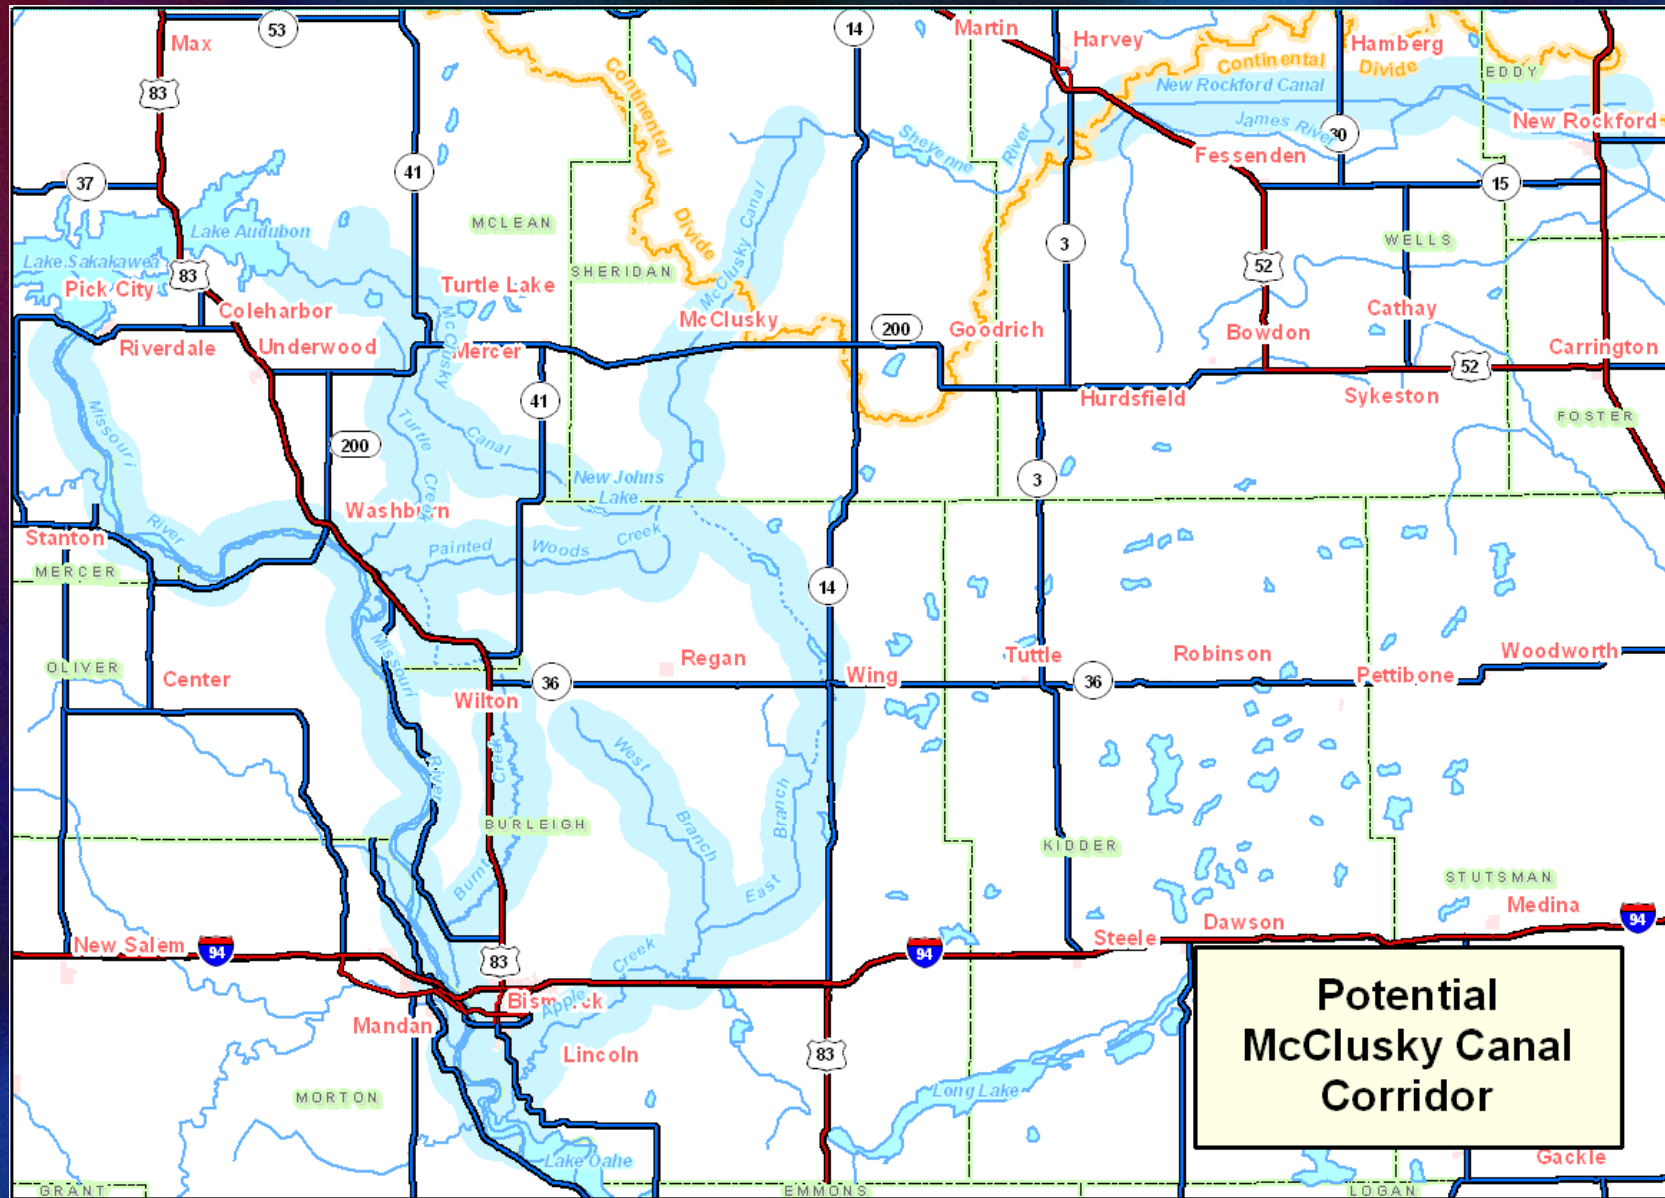 53
14
Martin
Harvey
Hamberg
Max
Continental
Divide
EDDY
Continental
Divide
New Rockford Canal
83
James River
30
New Rockford
Sheyenne
River
Fessenden
37
41
15
McClusky Canal
MCLEAN
Lake Audubon
3
WELLS
Lake Sakakawea
83
SHERIDAN
52
Pick City
Turtle Lake
Coleharbor
McClusky
Cathay
McClusky
Canal
200
Goodrich
Bowdon
Riverdale
Underwood
Mercer
Carrington
52
41
Hurdsfield
Sykeston
FOSTER
Missouri
River
Turtle
Creek
200
New Johns
Lake
3
Washburn
Stanton
Painted Woods Creek
MERCER
14
OLIVER
Center
Missouri
River
Regan
Wing
Tuttle
Robinson
Woodworth
36
36
Pettibone
Wilton
West
Branch
Burnt
Creek
East
Branch
BURLEIGH
KIDDER
STUTSMAN
Medina
94
New Salem
94
83
94
Steele
Dawson
Apple
Creek
Mandan
Lincoln
83
Potential
McClusky Canal
Corridor
MORTON
Long Lake
Lake Oahe
Gackle
GRANT
EMMONS
LOGAN